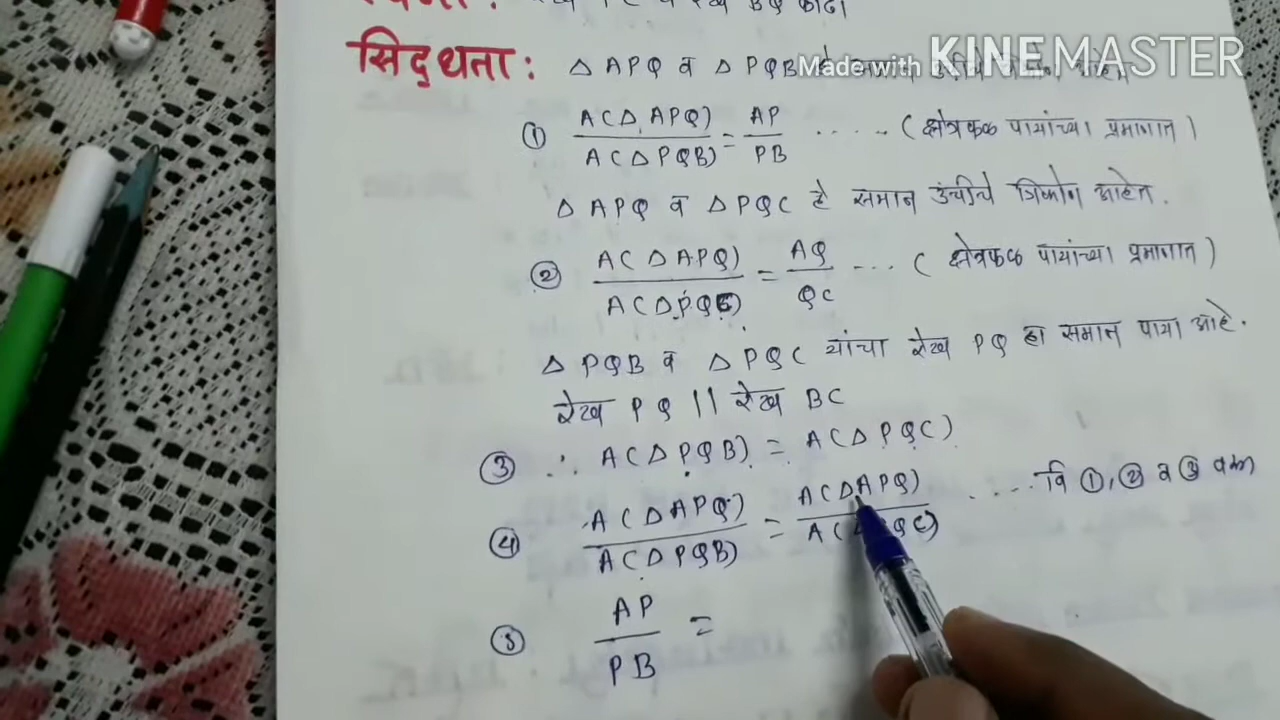 रेख BQ काढा
Made with KINEMASTER
सिद्धता : △ APQ व △ PQB
① A(△ APQ) / A(△ PQB) = AP / PB ..... (क्षेत्रफळ पायांच्या प्रमाणात)
△ APQ व △ PQC हे समान उंचीचे त्रिकोण आहेत.
② A(△ APQ) / A(△ PQC) = AQ / QC ... (क्षेत्रफळ पायांच्या प्रमाणात)
△ PQB व △ PQC यांचा रेख PQ हा समान पाया आहे.
रेख PQ || रेख BC
③ ∴ A(△ PQB) = A(△ PQC)
④ A(△ APQ) / A(△ PQB) = A(△ APQ) / A( QC) .... वि ①, ② व ③ वरून
⑤ AP / PB =